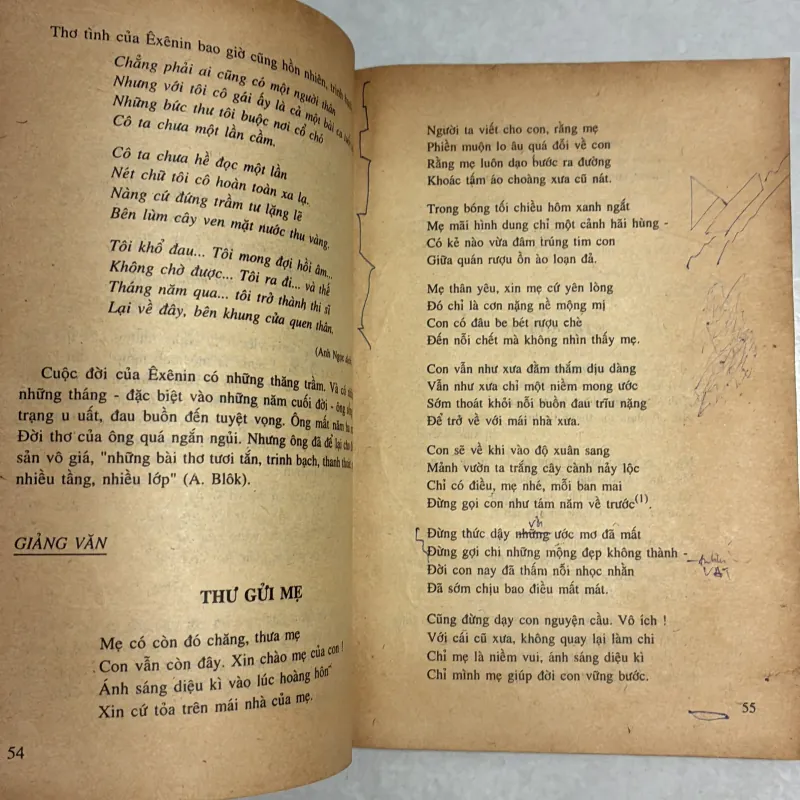 Thơ tình của Êxênin bao giờ cũng hồn nhiên,
Chẳng phải ai cũng có một người thân
Nhưng với tôi cô gái ấy là cả một bài ca
Những bức thư tôi buộc nơi cổ chó
Cô ta chưa một lần cầm.
Cô ta chưa hề đọc một lần
Nét chữ tôi cô hoàn toàn xa lạ.
Nàng cứ đứng trầm tư lặng lẽ
Bên lùm cây ven mặt nước thu vàng.
Tôi khổ đau... Tôi mong đợi hồi âm...
Không chờ được... Tôi ra đi... và thế
Tháng năm qua... tôi trở thành thi sĩ
Lại về đây, bên khung cửa quen thân.
(Anh Ngọc
Cuộc đời của Êxênin có những thăng trầm. Và có
những tháng - đặc biệt vào những năm cuối đời - ông
trạng u uất, đau buồn đến tuyệt vọng. Ông mất năm
Đời thơ của ông quá ngắn ngủi. Nhưng ông đã để lại cho
sản vô giá, "những bài thơ tươi tắn, trinh bạch, thanh thoát
nhiều tầng, nhiều lớp" (A. Blôk).
GIẢNG VĂN
THƯ GỬI MẸ
Mẹ có còn đó chăng, thưa mẹ
Con vẫn còn đây. Xin chào mẹ của con !
Ánh sáng diệu kì vào lúc hoàng hôn
Xin cứ tỏa trên mái nhà của mẹ.
54
Người ta viết cho con, rằng mẹ
Phiền muộn lo âu quá đỗi về con
Rằng mẹ luôn dạo bước ra đường
Khoác tấm áo choàng xưa cũ nát.
Trong bóng tối chiều hôm xanh ngắt
Mẹ mãi hình dung chỉ một cảnh hãi hùng -
Có kẻ nào vừa đâm trúng tim con
Giữa quán rượu ồn ào loạn đả.
Mẹ thân yêu, xin mẹ cứ yên lòng
Đó chỉ là cơn nặng nề mộng mị
Con có đâu be bét rượu chè
Đến nỗi chết mà không nhìn thấy mẹ.
Con vẫn như xưa đằm thắm dịu dàng
Vẫn như xưa chỉ một niềm mong ước
Sớm thoát khỏi nỗi buồn đau trĩu nặng
Để trở về với mái nhà xưa.
Con sẽ về khi vào độ xuân sang
Mảnh vườn ta trắng cây cành nảy lộc
Chỉ có điều, mẹ nhé, mỗi ban mai
Đừng gọi con như tám năm về trước(1).
Đừng thức dậy những ước mơ đã mất
Đừng gợi chi những mộng đẹp không thành -
Đời con nay đã thấm nỗi nhọc nhằn
Đã sớm chịu bao điều mất mát.
Cũng đừng dạy con nguyện cầu. Vô ích !
Với cái cũ xưa, không quay lại làm chi
Chỉ mẹ là niềm vui, ánh sáng diệu kì
Chỉ mình mẹ giúp đời con vững bước.
55